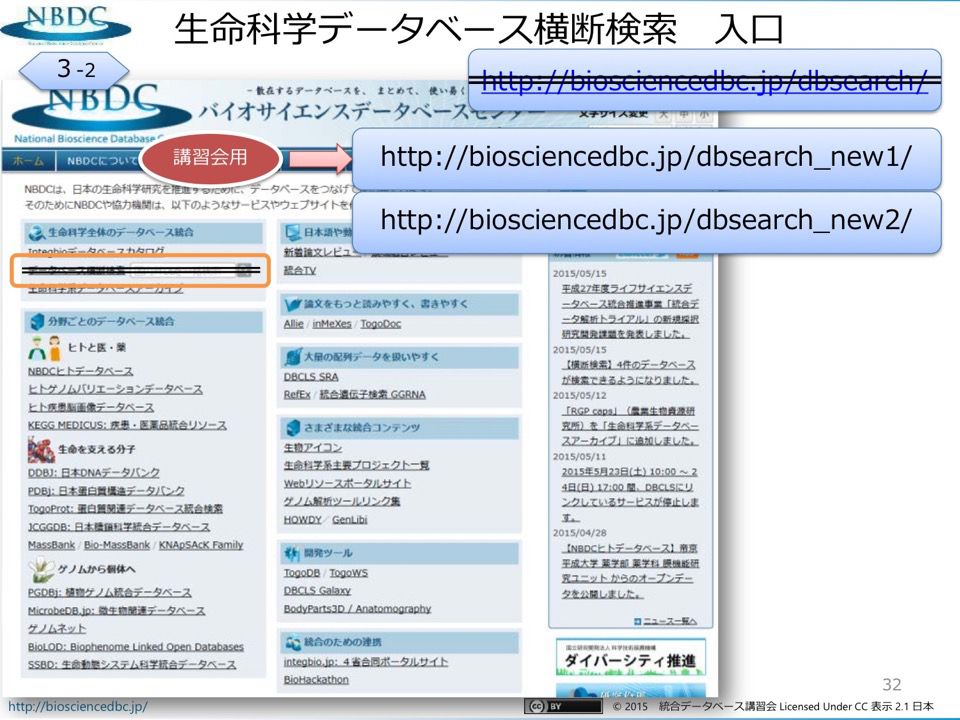 NBDC
生命科学データベース横断検索　入口
3 -2
http://biosciencedbc.jp/dbsearch/
NBDC
National Bioscience Database
－散在するデータベースを、まとめて、使い易く
バイオサイエンスデータベースセンター
文字サイズ変更 大 中 小
ホーム
NBDCについて
講習会用
http://biosciencedbc.jp/dbsearch_new1/
http://biosciencedbc.jp/dbsearch_new2/
NBDCは、日本の生命科学研究を推進するために、データベースをつなげて
そのためにNBDCや協力機関は、以下のようなサービスやウェブサイトを
生命科学全体のデータベース統合
Integbioデータベースカタログ
データベース横断検索
生命科学系データベースアーカイブ
分野ごとのデータベース統合
ヒトと医・薬
NBDCヒトデータベース
ヒトゲノムバリエーションデータベース
ヒト疾患脳画像データベース
KEGG MEDICUS: 疾患・医薬品統合リソース
生命を支える分子
DDBJ: 日本DNAデータバンク
PDBj: 日本蛋白質構造データバンク
TogoProt: 蛋白質関連データベース統合検索
JCGGDB: 日本糖鎖科学統合データベース
MassBank / Bio-MassBank / KNApSAcK Family
ゲノムから個体へ
PGDBj: 植物ゲノム統合データベース
MicrobeDB.jp: 微生物関連データベース
ゲノムネット
BioLOD: Biophenome Linked Open Databases
SSBD: 生命動態システム科学統合データベース
日本語や動
新着論文レビュー
統合TV
論文をもっと読みやすく、書きやすく
Allie / inMeXes / TogoDoc
大量の配列データを扱いやすく
DBCLS SRA
RefEx / 統合遺伝子検索 GGRNA
さまざまな統合コンテンツ
生物アイコン
生命科学系主要プロジェクト一覧
Webリソースポータルサイト
ゲノム解析ツールリンク集
HOWDY / GenLibi
開発ツール
TogoDB / TogoWS
DBCLS Galaxy
BodyParts3D / Anatomography
統合のための連携
integbio.jp: ４省合同ポータルサイト
BioHackathon
2015/05/15
平成27年度ライフサイエンスデ
ータベース統合推進事業「統合デ
ータ解析トライアル」の新規採択
研究開発課題を発表しました。
2015/05/15
【横断検索】4件のデータベース
が検索できるようになりました。
2015/05/12
「RGP caps」（農業生物資源研
究所）を「生命科学系データベー
スアーカイブ」に追加しました。
2015/05/11
2015年5月23日(土) 10:00 ～ 2
4日(日) 17:00 間、DBCLSにリ
ンクしているサービスが停止しま
す。
2015/04/28
【NBDCヒトデータベース】帝京
平成大学 薬学部 薬学科 腰機能研
究ユニット からのオープンデー
タを公開しました。
ニュース一覧へ
国立研究開発法人 科学技術振興機構
ダイバーシティ推進
32
http://biosciencedbc.jp/
CC BY
© 2015　統合データベース講習会 Licensed Under CC 表示 2.1 日本